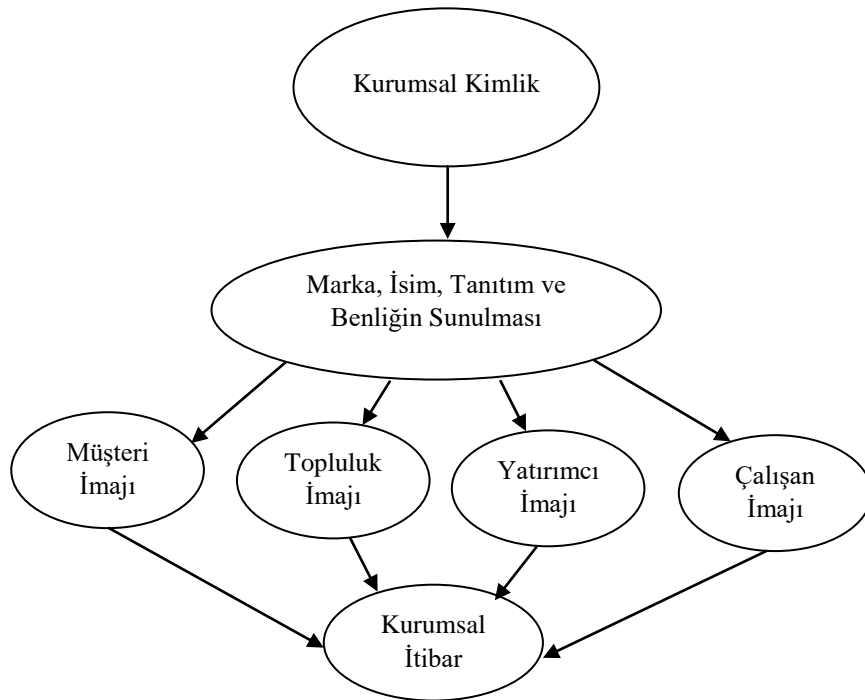 Kurumsal Kimlik
Marka, İsim, Tanıtım ve
Benliğin Sunulması
Müşteri
İmajı
Topluluk
İmajı
Yatırımcı
İmajı
Çalışan
İmajı
Kurumsal
İtibar